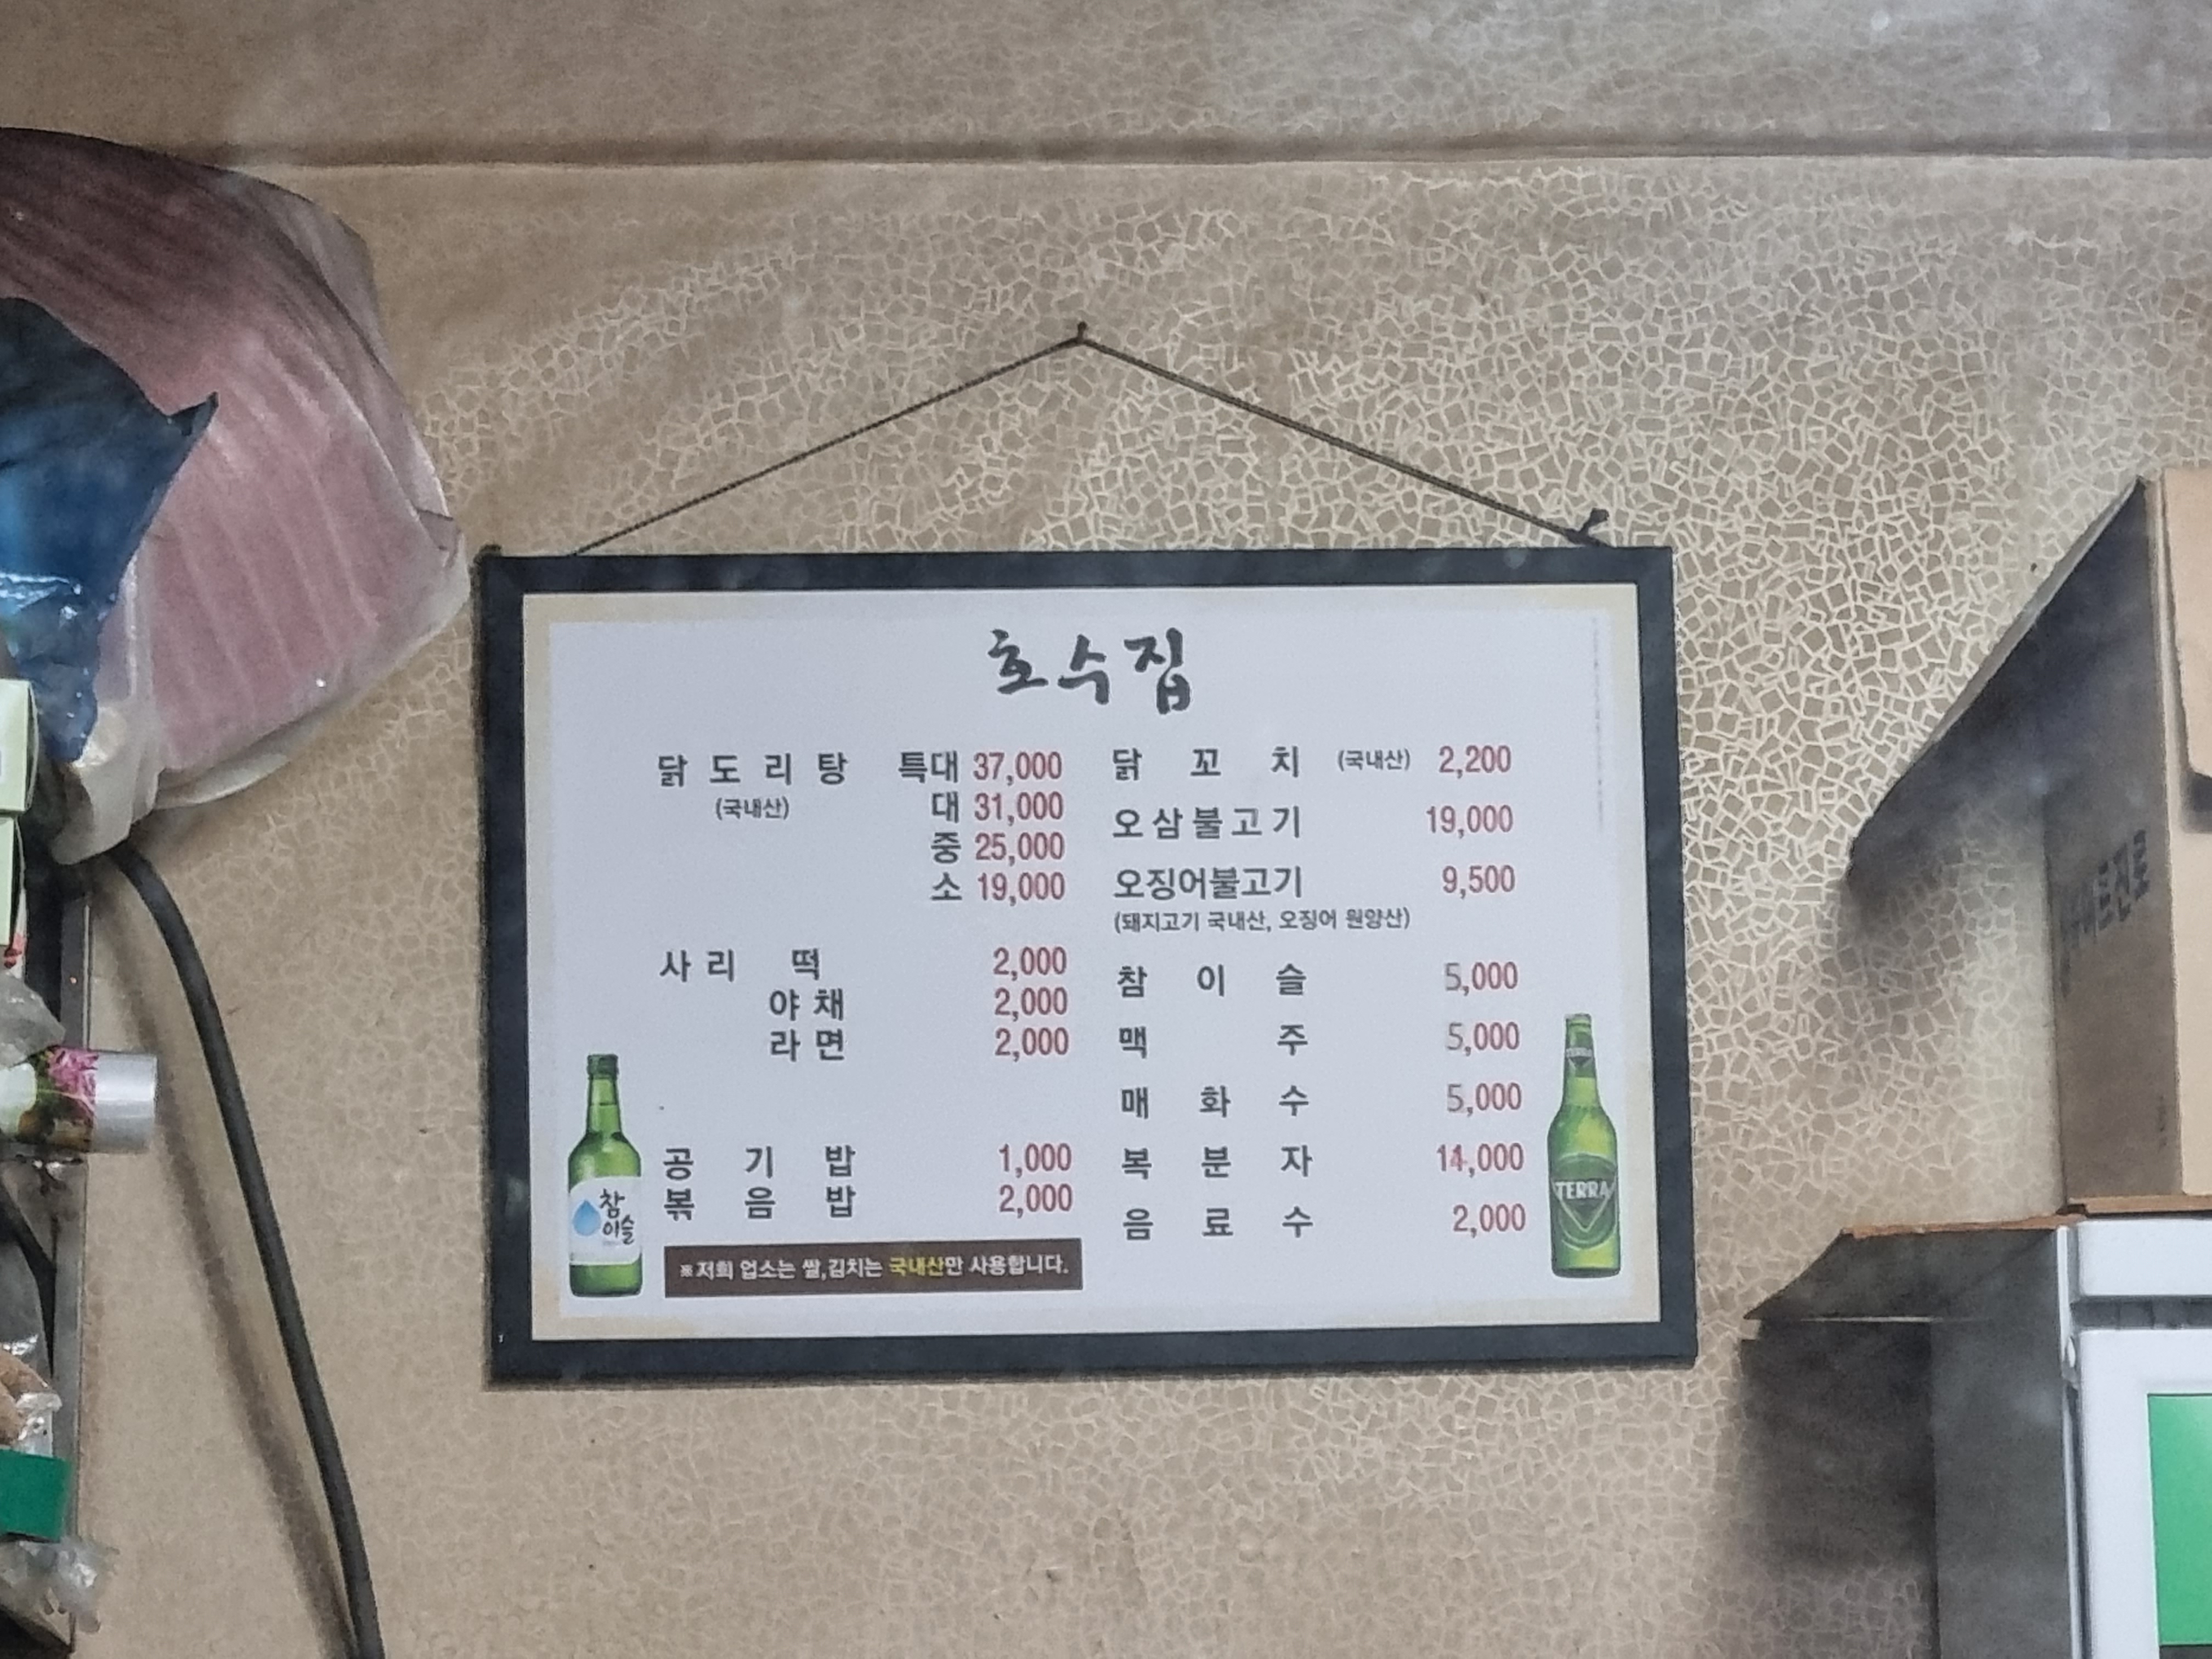 호수집
닭도리탕 특대 37,000
(국내산) 대 31,000
중 25,000
소 19,000
사리 떡 2,000
야채 2,000
라면 2,000
공기밥 1,000
볶음밥 2,000
※저희 업소는 쌀,김치는 국내산만 사용합니다.
닭꼬치 (국내산) 2,200
오삼불고기 19,000
오징어불고기 9,500
(돼지고기 국내산, 오징어 원양산)
참이슬 5,000
맥주 5,000
매화수 5,000
복분자 14,000
음료수 2,000
참
이슬
TERRA
TERRA